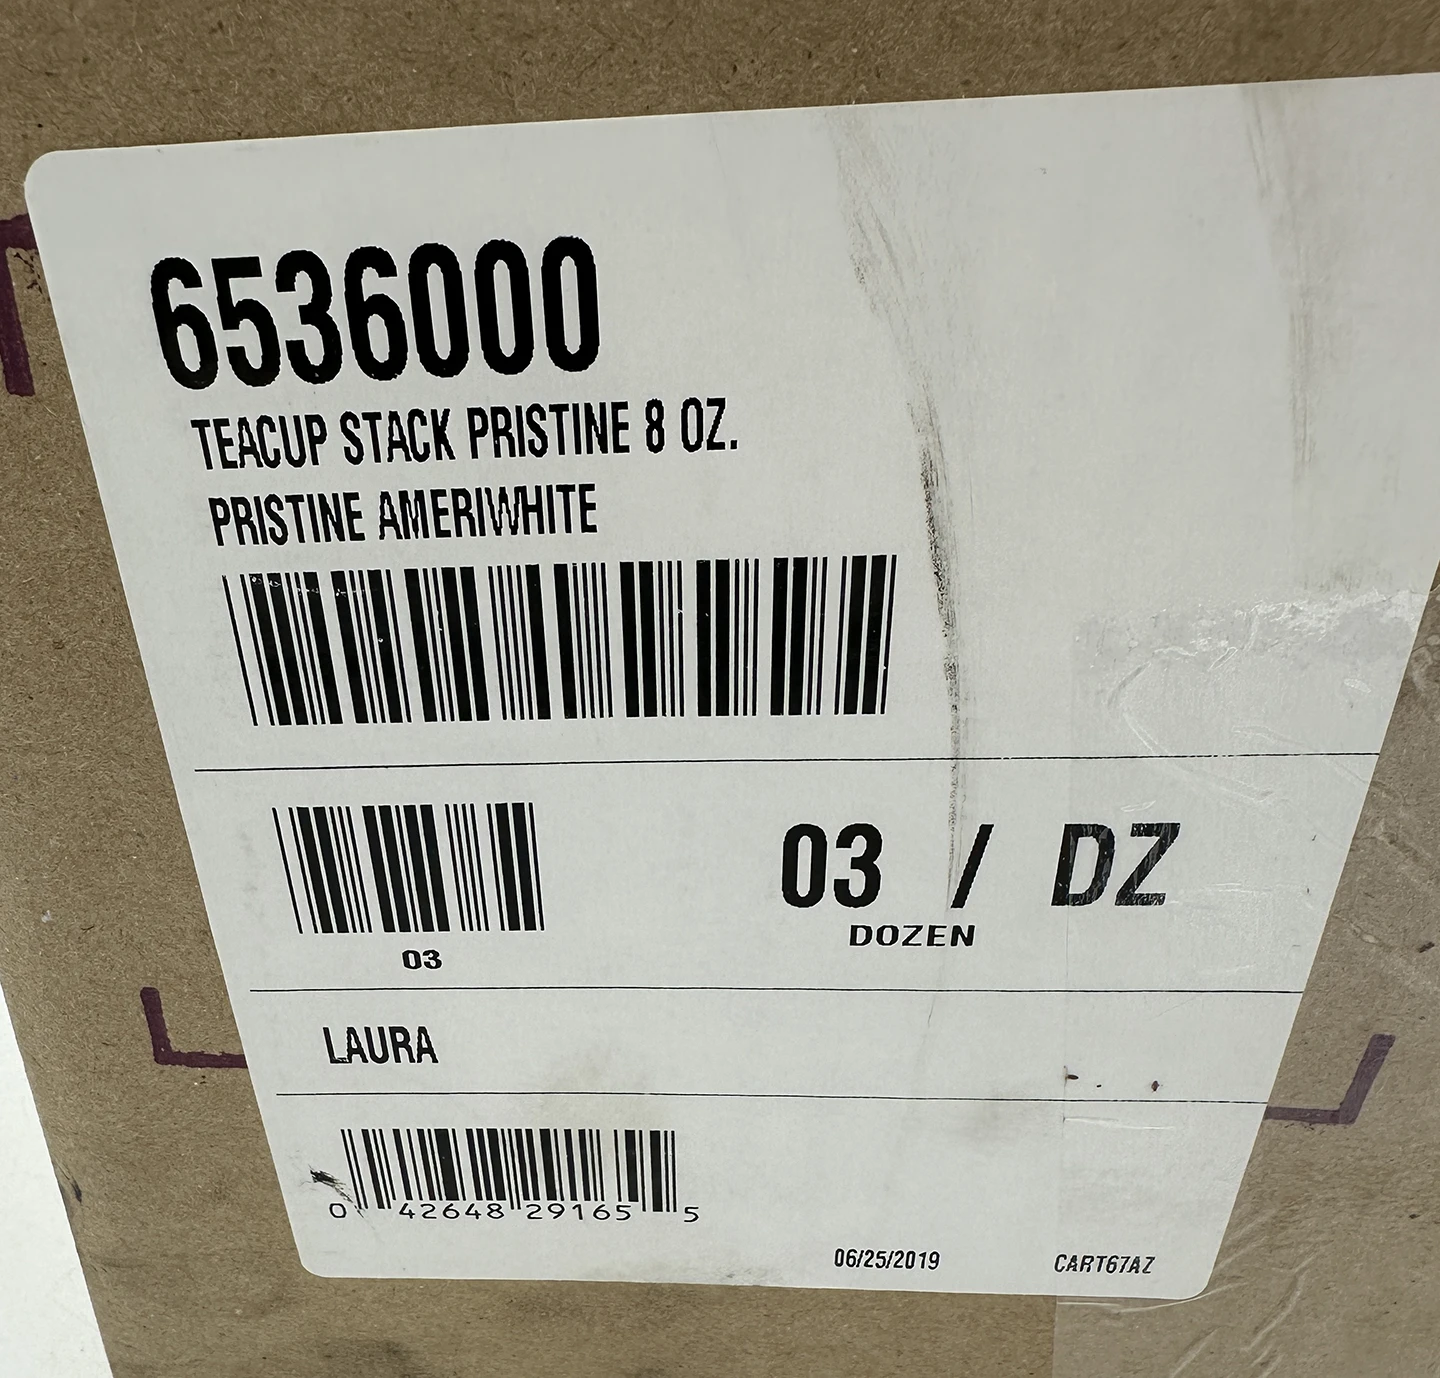 6536000
TEACUP STACK PRISTINE 8 OZ.
PRISTINE AMERIWHITE
03 / DZ
DOZEN
03
LAURA
0 42648 29165 5
06/25/2019 CART67AZ